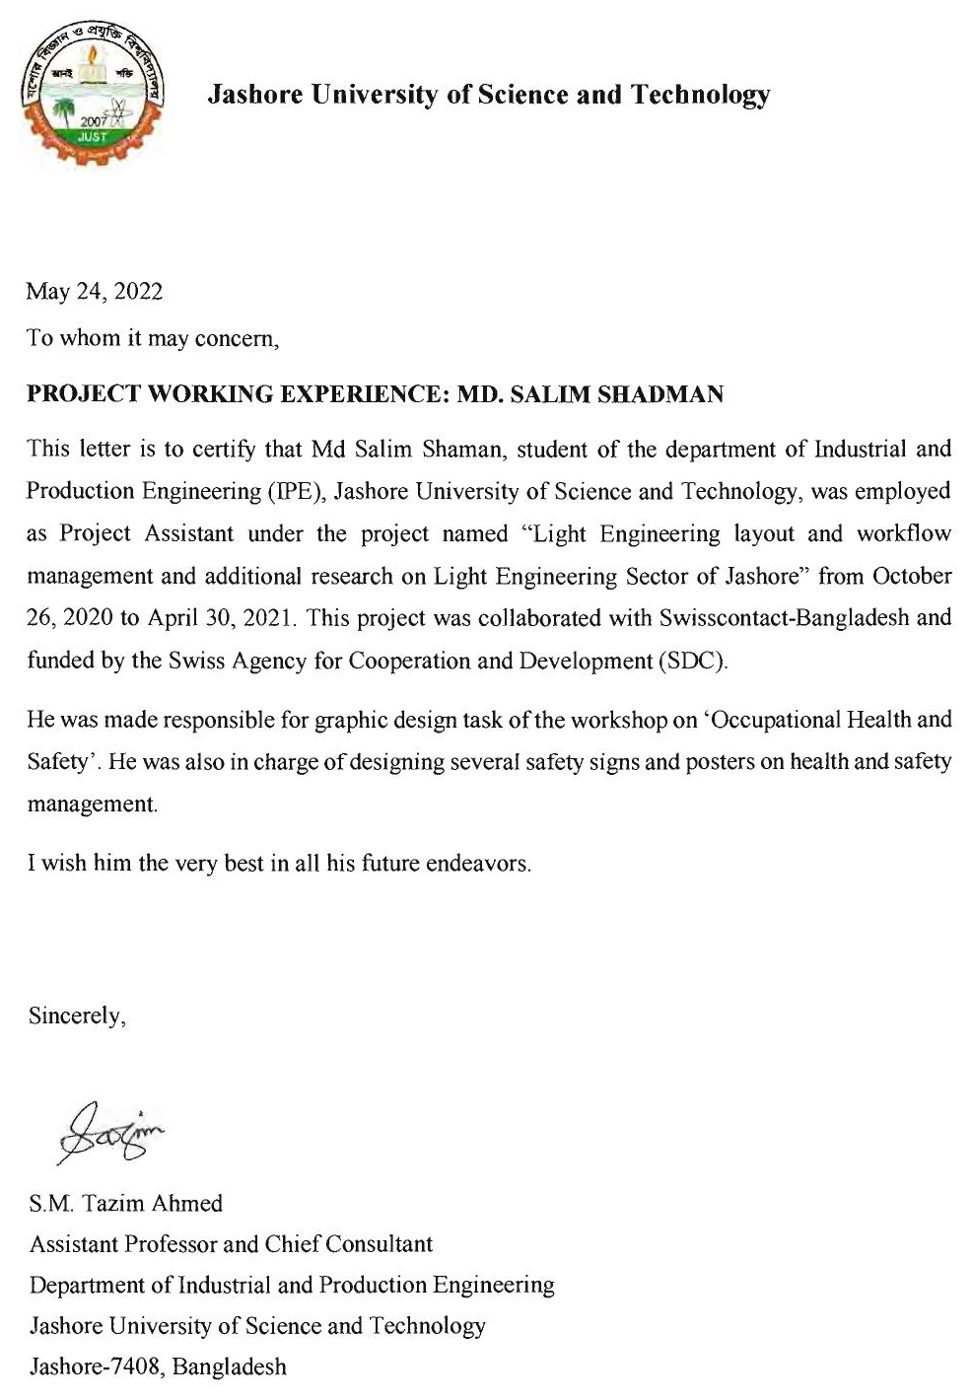 যশোর বিজ্ঞান ও প্রযুক্তি বিশ্ববিদ্যালয়
জ্ঞানই শক্তি
2007
JUST
Jashore University of Science and Technology
May 24, 2022
To whom it may concern,
PROJECT WORKING EXPERIENCE: MD. SALIM SHADMAN
This letter is to certify that Md Salim Shaman, student of the department of Industrial and
Production Engineering (IPE), Jashore University of Science and Technology, was employed
as Project Assistant under the project named “Light Engineering layout and workflow
management and additional research on Light Engineering Sector of Jashore” from October
26, 2020 to April 30, 2021. This project was collaborated with Swisscontact-Bangladesh and
funded by the Swiss Agency for Cooperation and Development (SDC).
He was made responsible for graphic design task of the workshop on ‘Occupational Health and
Safety’. He was also in charge of designing several safety signs and posters on health and safety
management.
I wish him the very best in all his future endeavors.
Sincerely,
S.M. Tazim Ahmed
Assistant Professor and Chief Consultant
Department of Industrial and Production Engineering
Jashore University of Science and Technology
Jashore-7408, Bangladesh